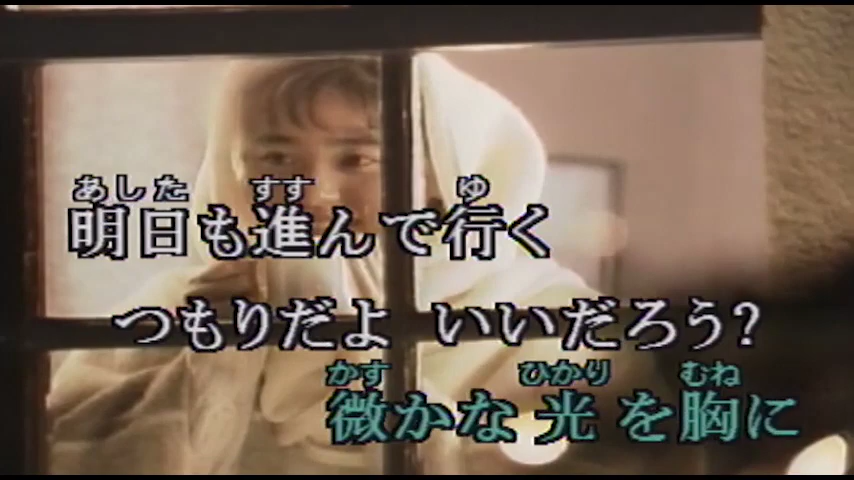 あした すす ゆ
明日も進んで行く
つもりだよ いいだろう?
かす ひかり むね
微かな 光 を胸に